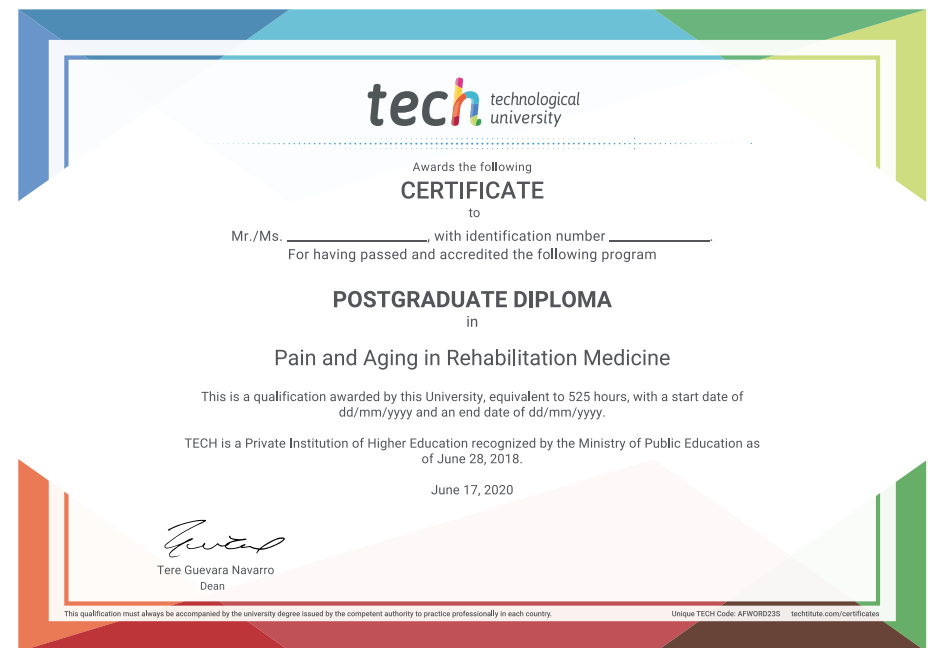 tech technological
university
Awards the following
CERTIFICATE
to
Mr./Ms. ____________, with identification number ____________.
For having passed and accredited the following program
POSTGRADUATE DIPLOMA
in
Pain and Aging in Rehabilitation Medicine
This is a qualification awarded by this University, equivalent to 525 hours, with a start date of
dd/mm/yyyy and an end date of dd/mm/yyyy.
TECH is a Private Institution of Higher Education recognized by the Ministry of Public Education as
of June 28, 2018.
June 17, 2020
Tere Guevara Navarro
Dean
This qualification must always be accompanied by the university degree issued by the competent authority to practice professionally in each country.
Unique TECH Code: AFWORD23S techtitute.com/certificates